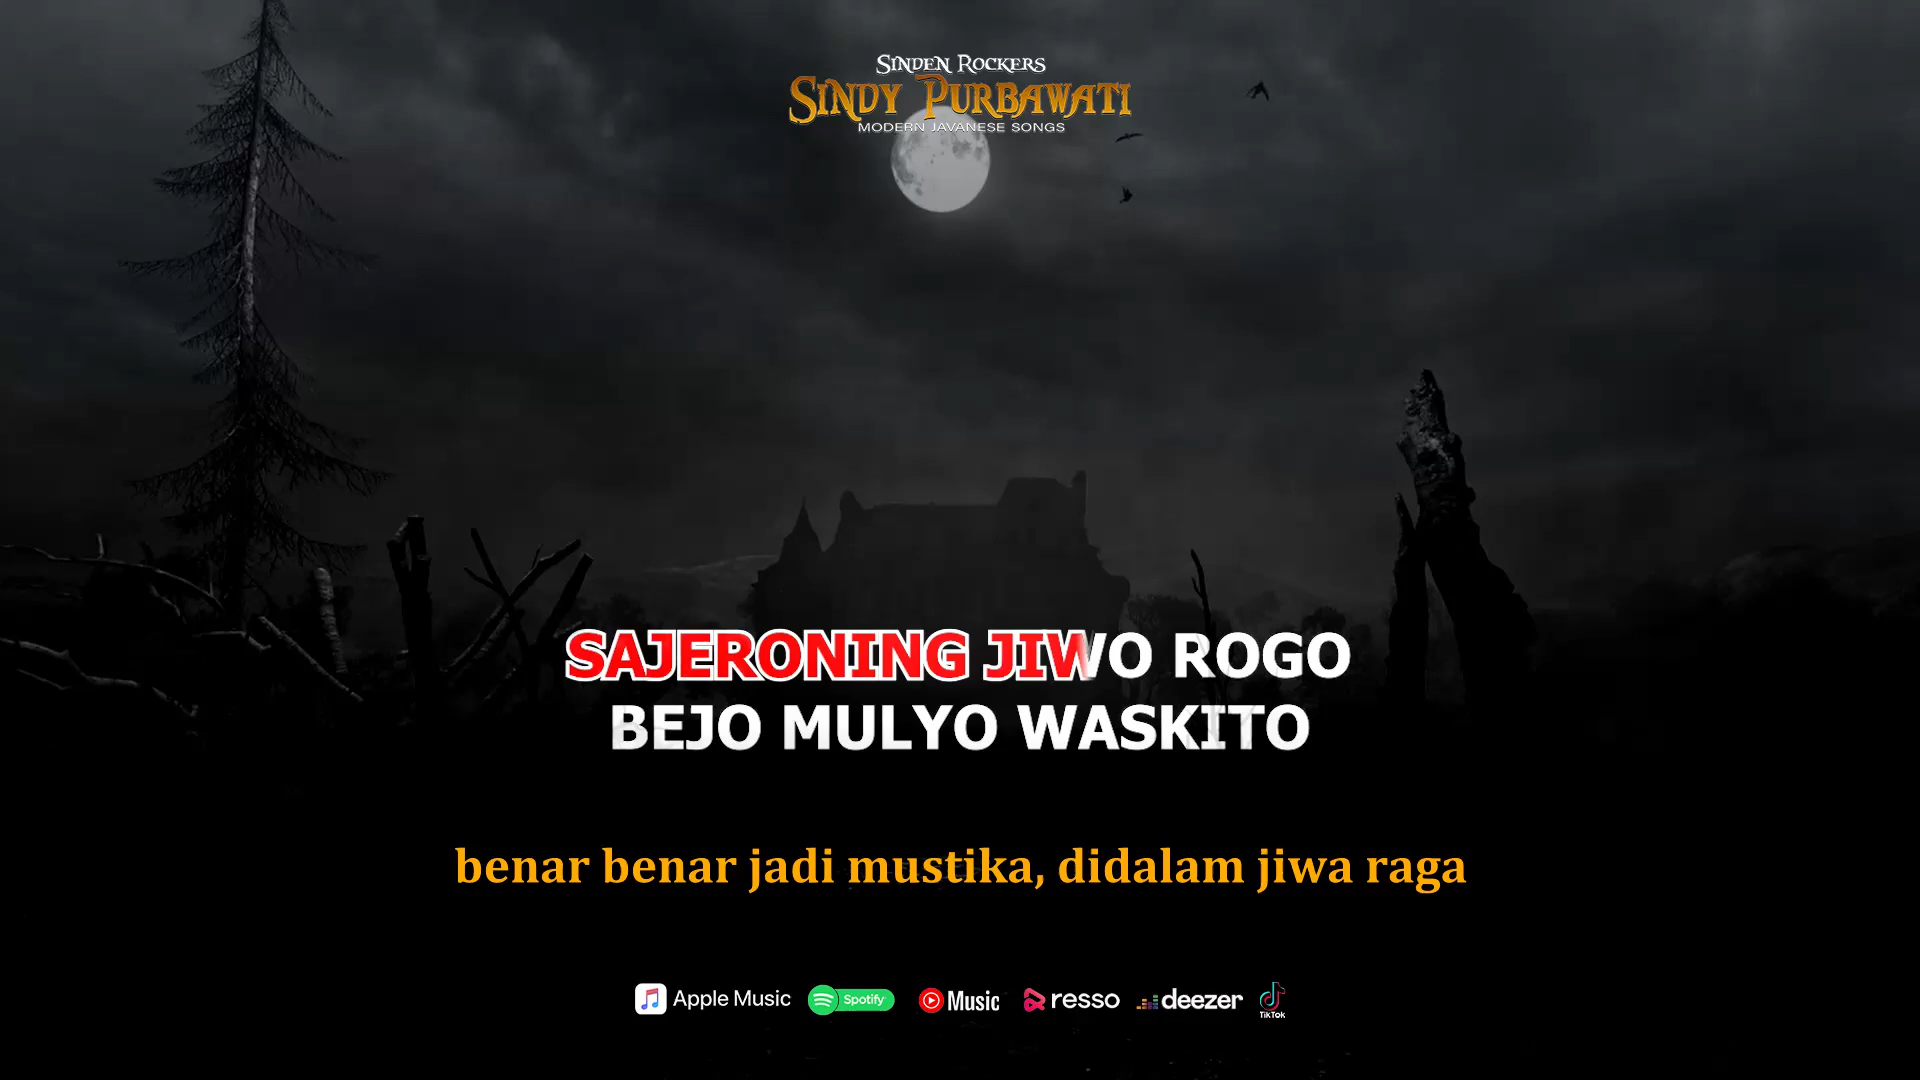 SINDEN ROCKERS
SINDY PURBAWATI
MODERN JAVANESE SONGS
SAJERONING JIWO ROGO
BEJO MULYO WASKITO
benar benar jadi mustika, didalam jiwa raga
Apple Music Spotify Music resso deezer TikTok